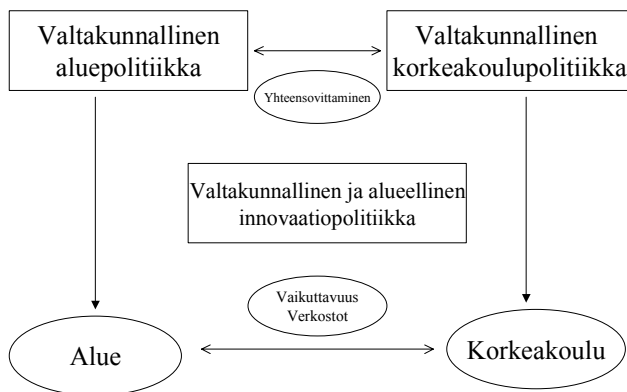 Valtakunnallinen
aluepolitiikka
Valtakunnallinen
korkeakoulupolitiikka
Yhteensovittaminen
Valtakunnallinen ja alueellinen
innovaatiopolitiikka
Vaikuttavuus
Verkostot
Alue
Korkeakoulu